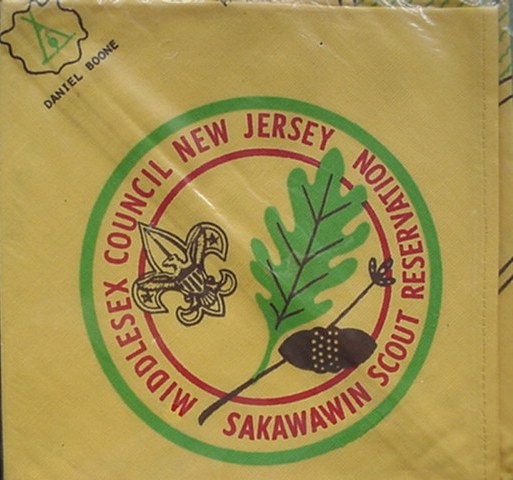 DANIEL BOONE
MIDDLESEX COUNCIL NEW JERSEY
SAKAWAWIN SCOUT RESERVATION